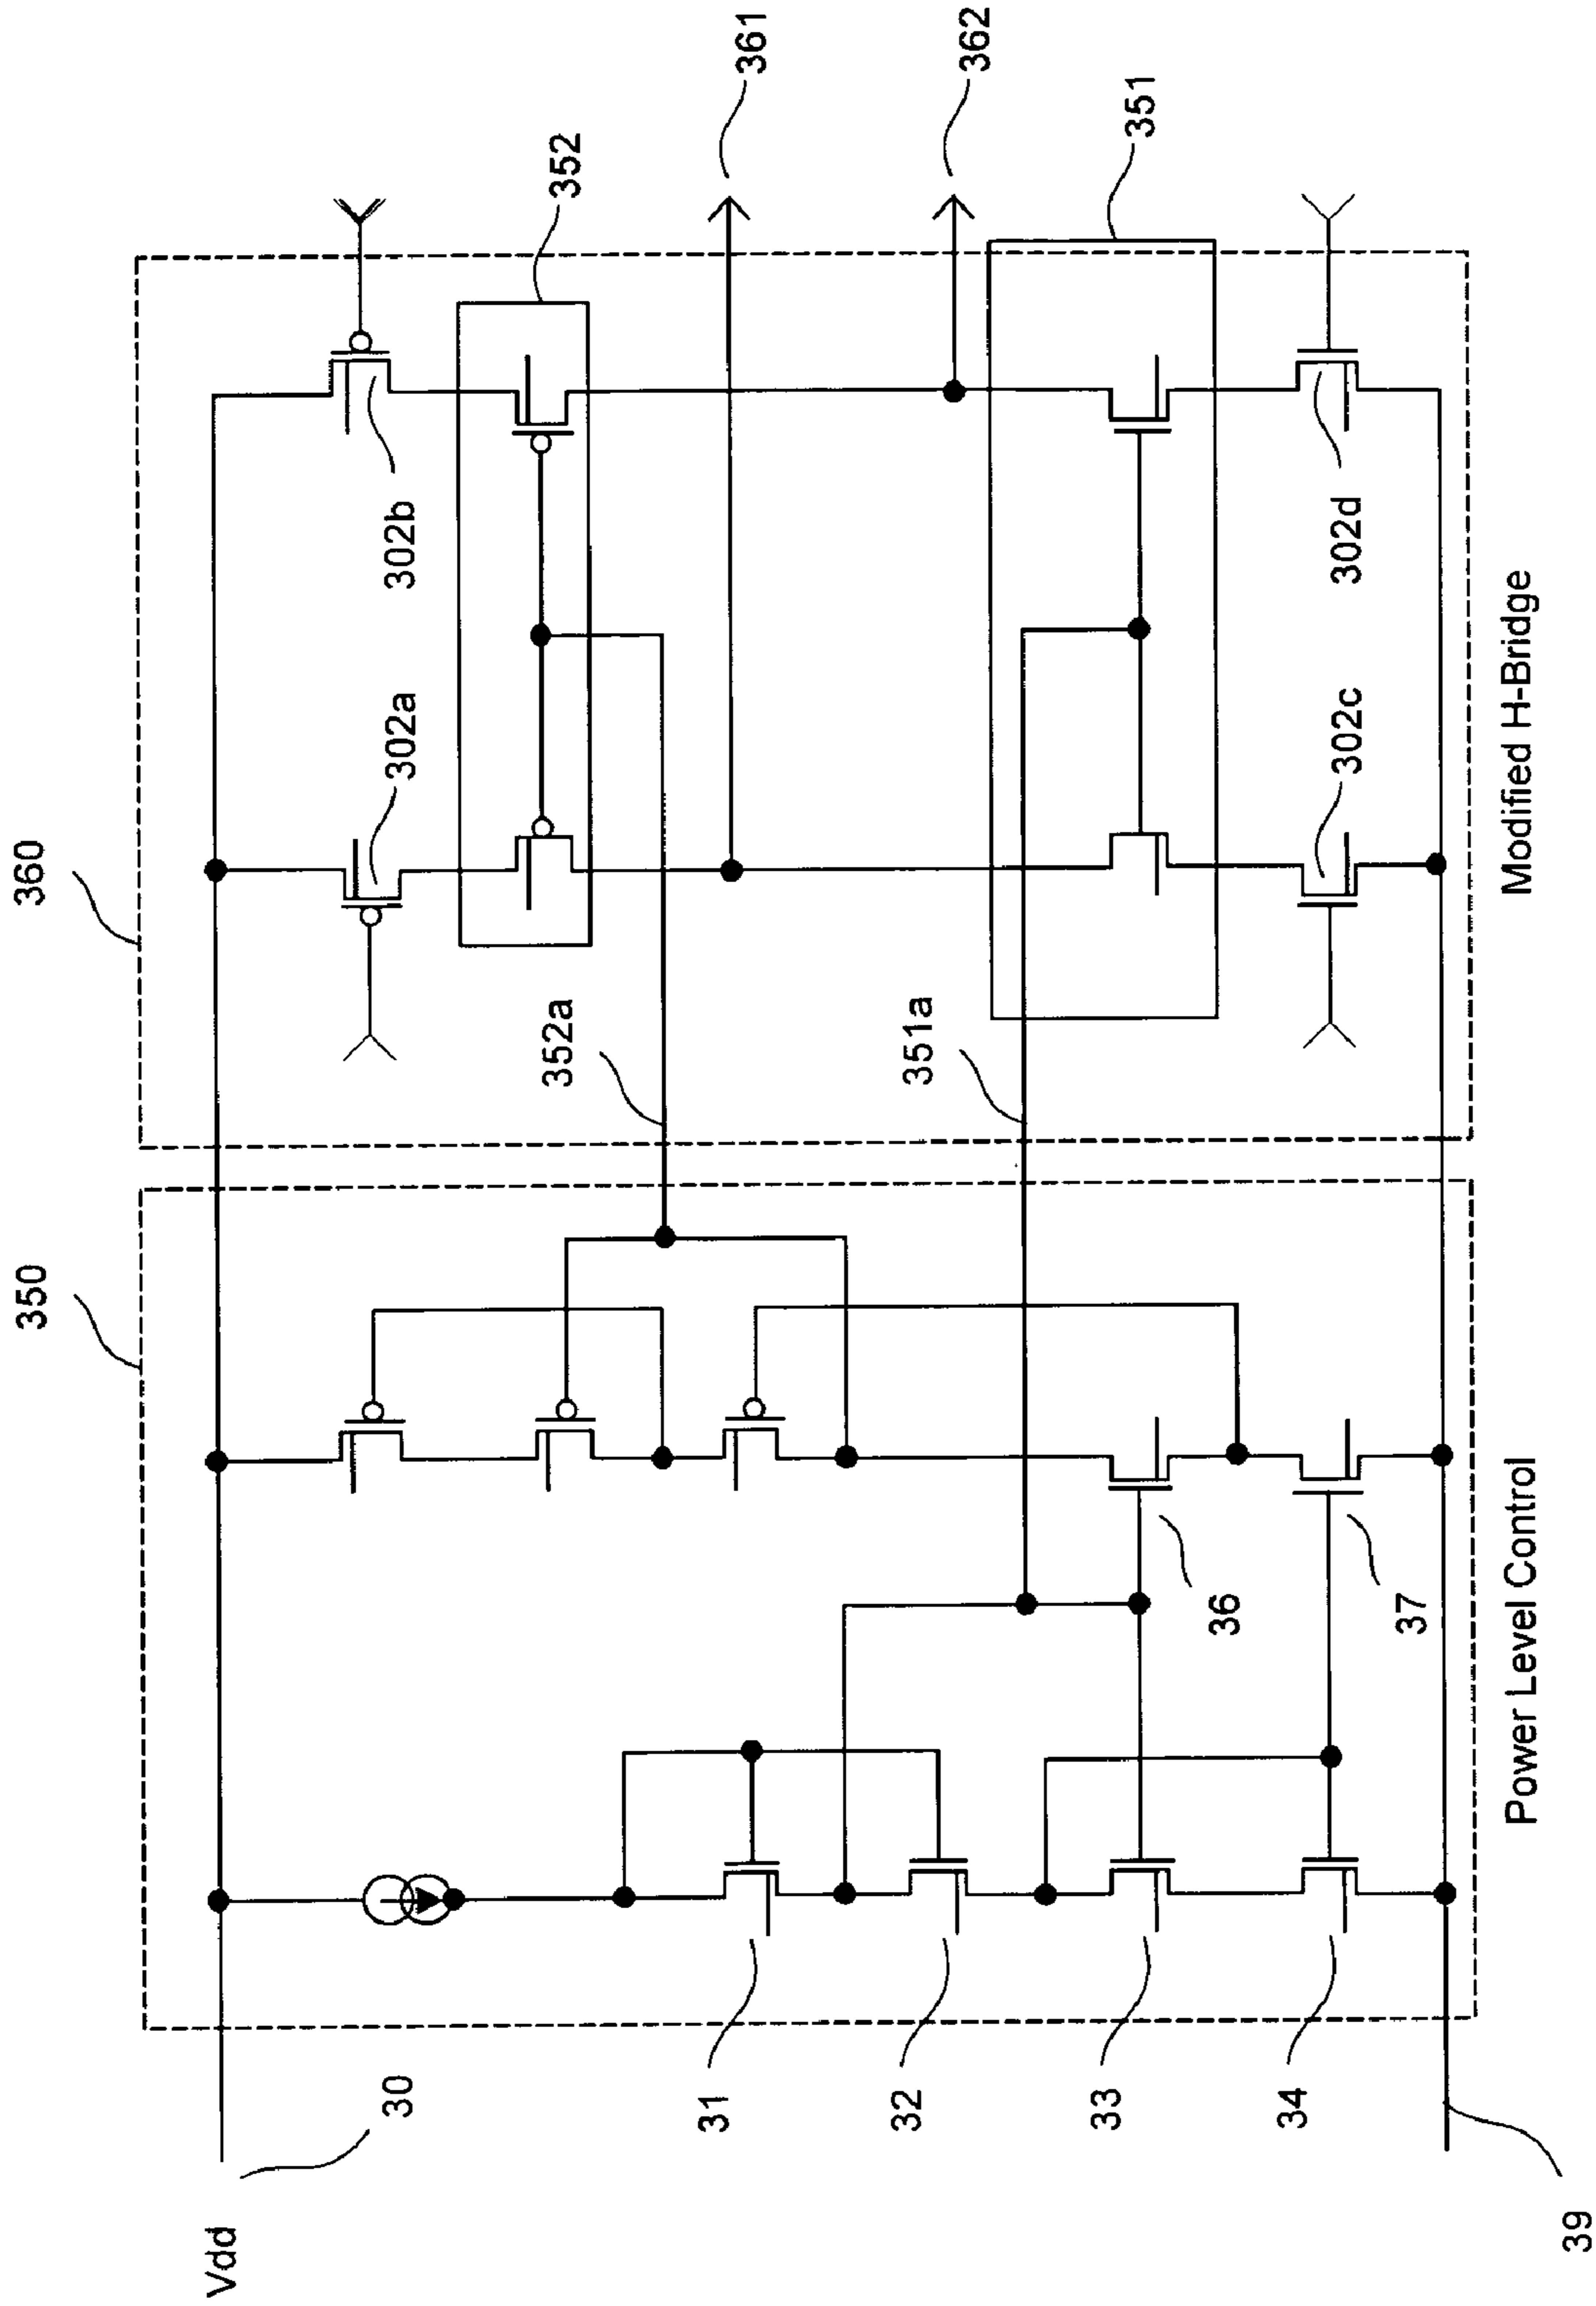 360
350
361
362
352
351
302b
302a
302d
302c
352a
351a
Modified H-Bridge
36
37
Power Level Control
31
32
33
34
30
Vdd
39